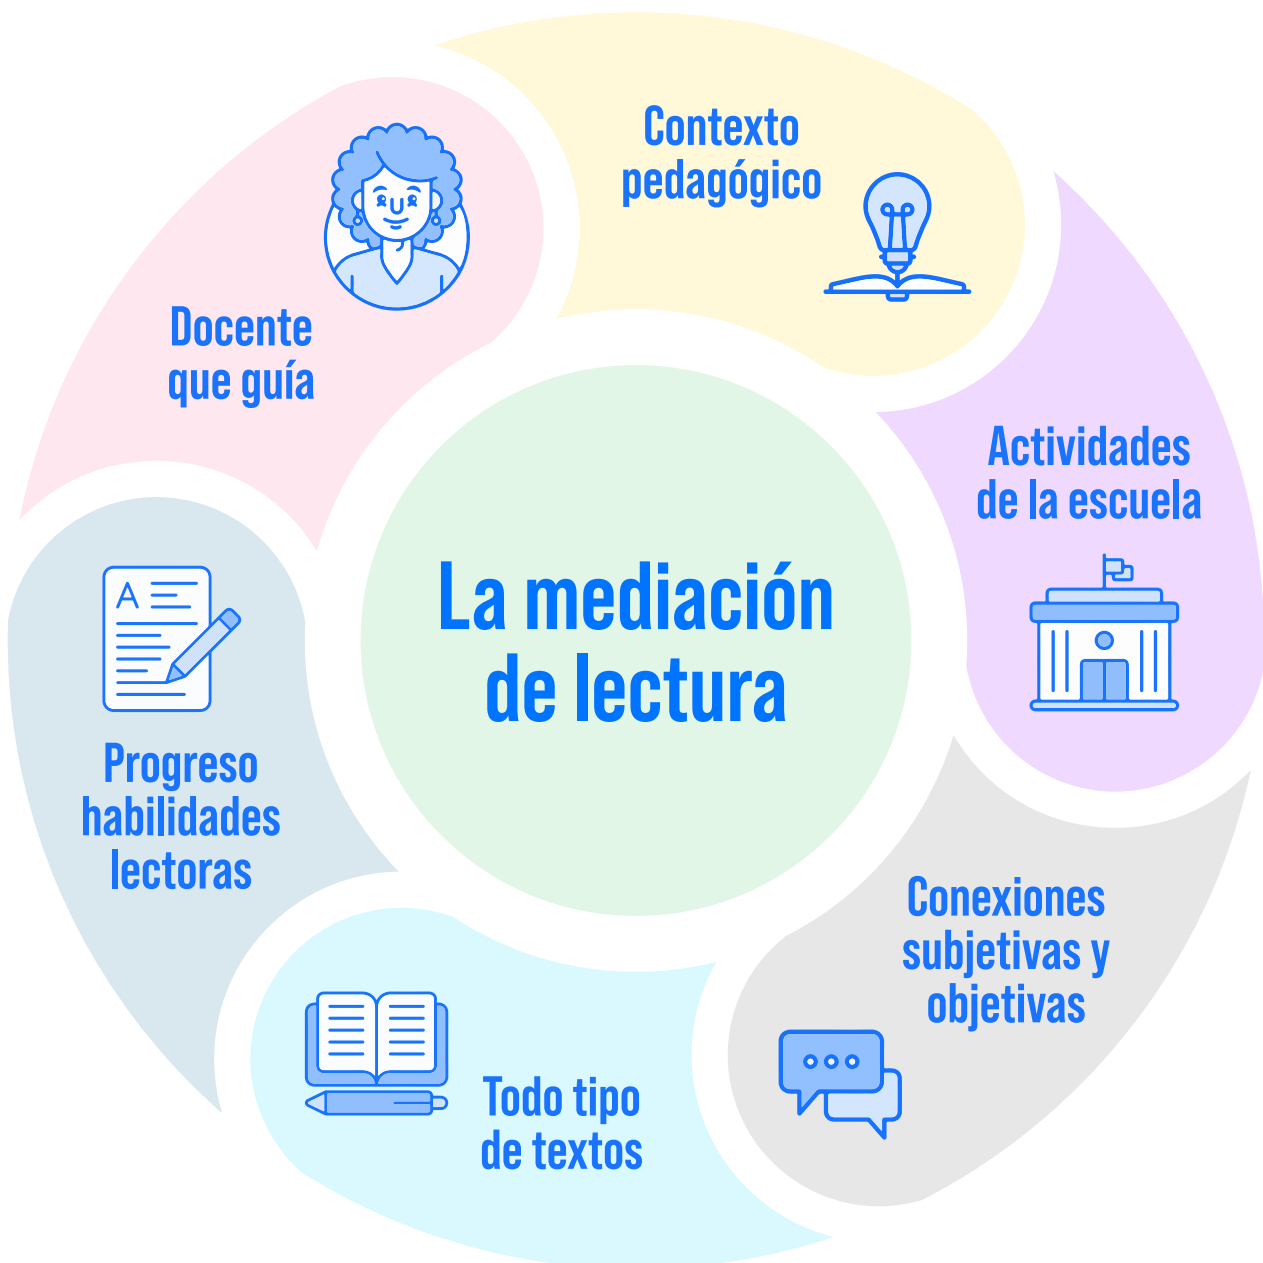 La mediación
de lectura
Contexto
pedagógico
Actividades
de la escuela
Conexiones
subjetivas y
objetivas
Todo tipo
de textos
Progreso
habilidades
lectoras
A
Docente
que guía